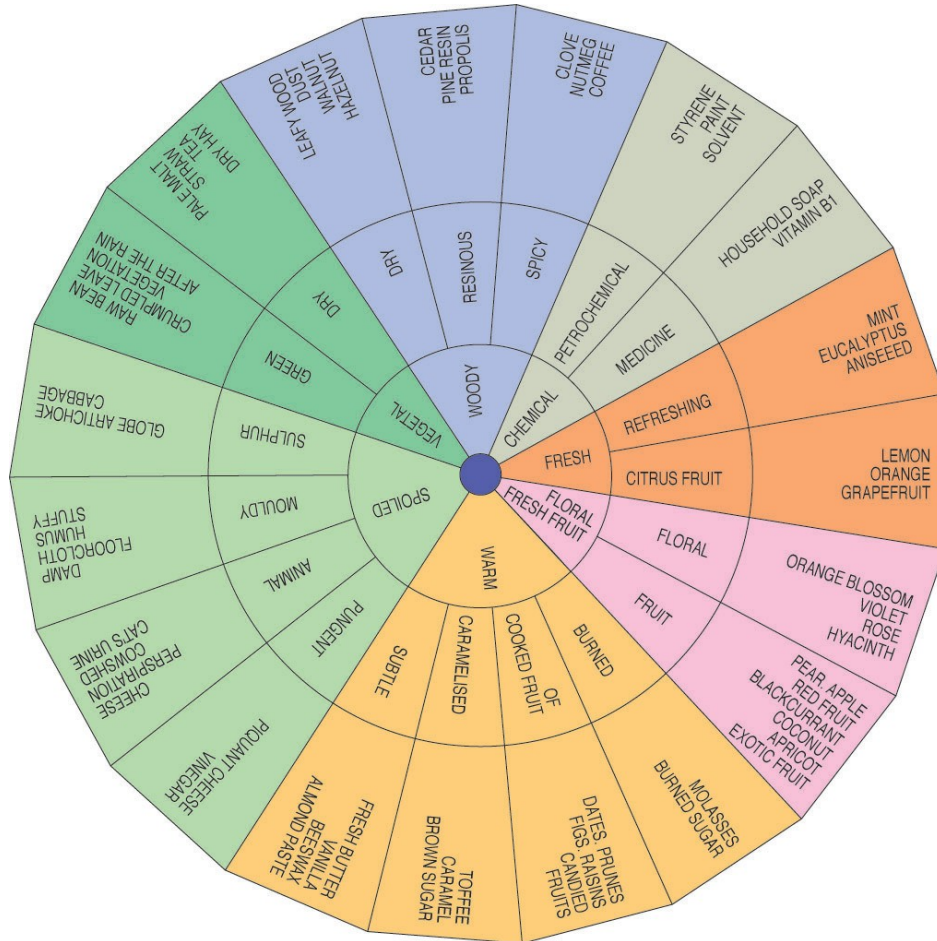 WOODY
DRY
LEAFY WOOD
DUST
WALNUT
HAZELNUT
RESINOUS
CEDAR
PINE RESIN
PROPOLIS
SPICY
CLOVE
NUTMEG
COFFEE
CHEMICAL
PETROCHEMICAL
STYRENE
PAINT
SOLVENT
MEDICINE
HOUSEHOLD SOAP
VITAMIN B1
FRESH
REFRESHING
MINT
EUCALYPTUS
ANISEEED
CITRUS FRUIT
LEMON
ORANGE
GRAPEFRUIT
FLORAL
FRESH FRUIT
FLORAL
ORANGE BLOSSOM
VIOLET
ROSE
HYACINTH
FRUIT
PEAR. APPLE
RED FRUIT
BLACKCURRANT
COCONUT
APRICOT
EXOTIC FRUIT
WARM
BURNED
MOLASSES
BURNED SUGAR
OF
COOKED FRUIT
DATES. PRUNES
FIGS. RAISINS
CANDIED
FRUITS
CARAMELISED
TOFFEE
CARAMEL
BROWN SUGAR
SUBTLE
FRESH BUTTER
VANILLA
BEESWAX
ALMOND PASTE
SPOILED
PUNGENT
PIQUANT CHEESE
VINEGAR
ANIMAL
CHEESE
PERSPIRATION
COWSHED
CAT'S URINE
MOULDY
DAMP
FLOORCLOTH
HUMUS
STUFFY
SULPHUR
GLOBE ARTICHOKE
CABBAGE
VEGETAL
GREEN
RAW BEAN
CRUMPLED LEAVE
VEGETATION
AFTER THE RAIN
DRY
DRY HAY
TEA
STRAW
PALE MALT